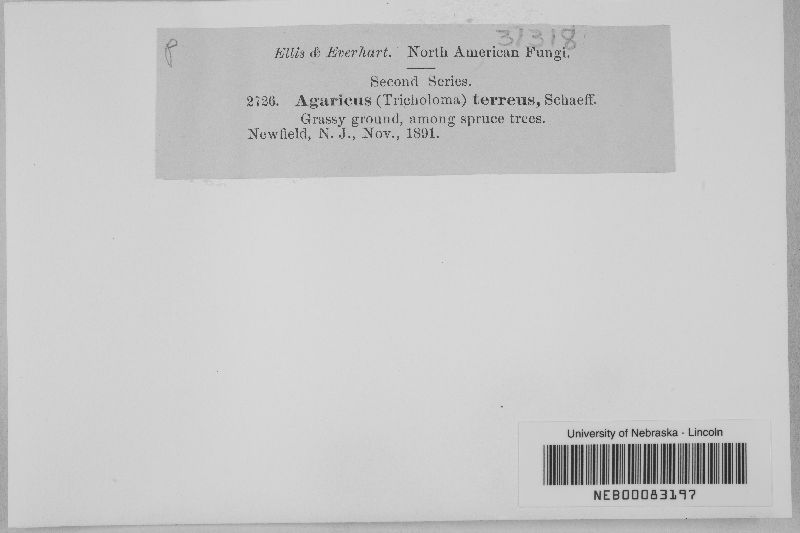 31318
Ellis & Everhart. North American Fungi.
Second Series.
2726. Agaricus (Tricholoma) terreus, Schaeff.
Grassy ground, among spruce trees.
Newfield, N. J., Nov., 1891.
University of Nebraska - Lincoln
NEB00083197